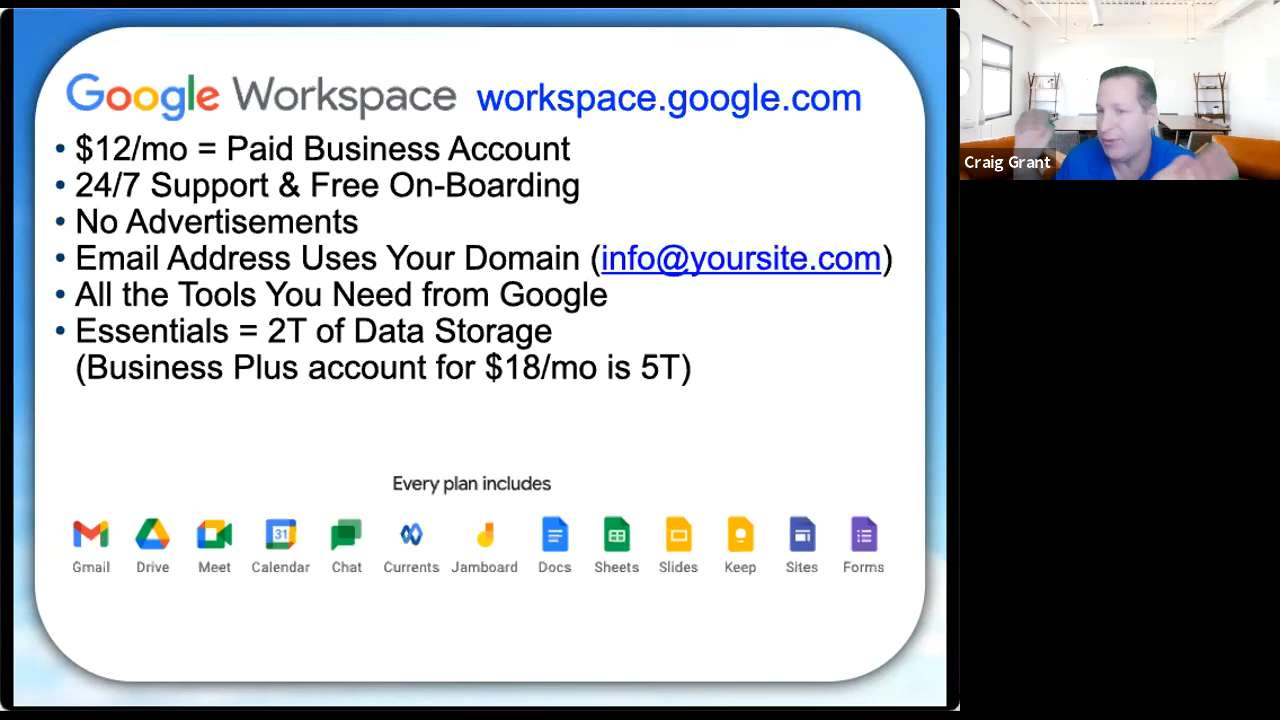 Google Workspace workspace.google.com
• $12/mo = Paid Business Account
• 24/7 Support & Free On-Boarding
• No Advertisements
• Email Address Uses Your Domain (info@yoursite.com)
• All the Tools You Need from Google
• Essentials = 2T of Data Storage
(Business Plus account for $18/mo is 5T)
Every plan includes
31
Gmail Drive Meet Calendar Chat Currents Jamboard Docs Sheets Slides Keep Sites Forms
Craig Grant